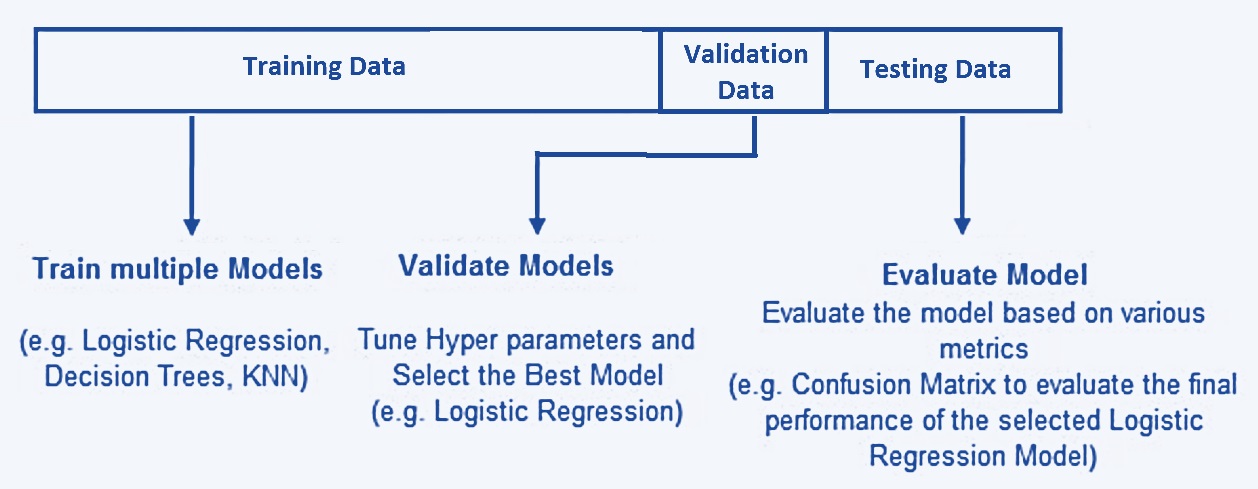 Training Data
Validation
Data
Testing Data
Train multiple Models
(e.g. Logistic Regression,
Decision Trees, KNN)
Validate Models
Tune Hyper parameters and
Select the Best Model
(e.g. Logistic Regression)
Evaluate Model
Evaluate the model based on various
metrics
(e.g. Confusion Matrix to evaluate the final
performance of the selected Logistic
Regression Model)